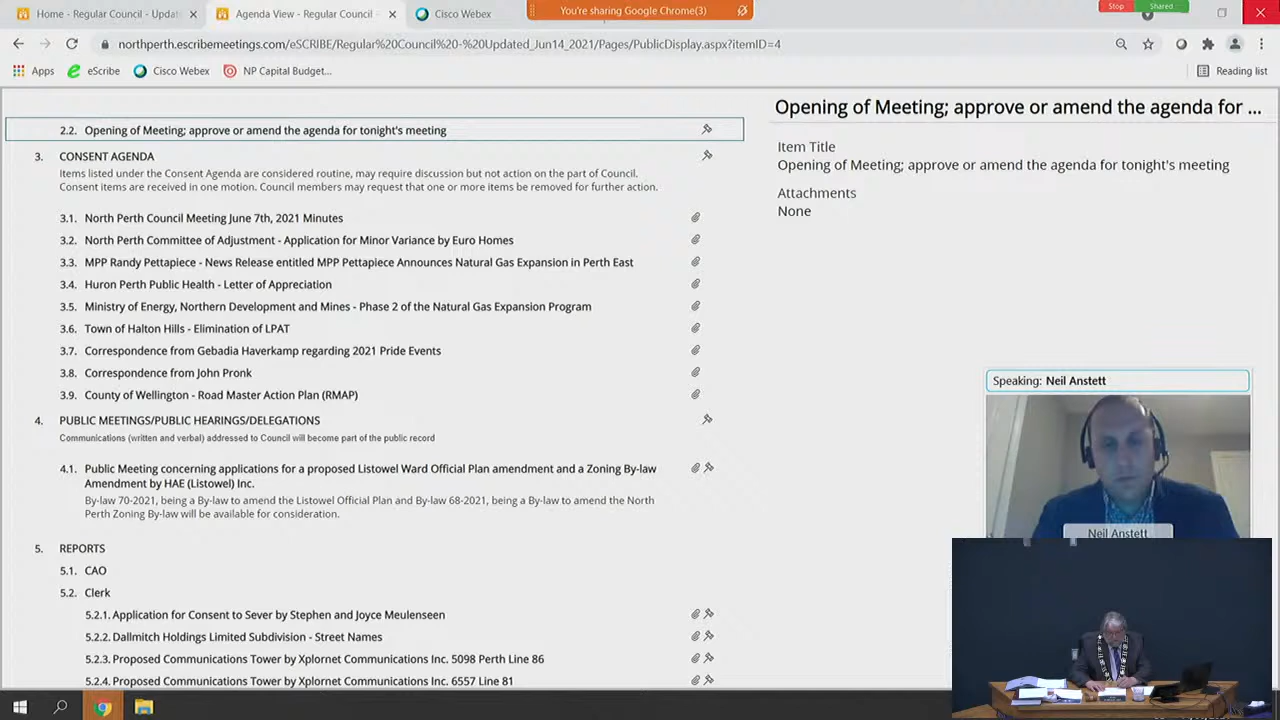 Home - Regular Council - Updat
Agenda View - Regular Council -
Cisco Webex
You're sharing Google Chrome(3)
Stop
Shared
northperth.escribemeetings.com/eSCRIBE/Regular%20Council%20-%20Updated_Jun14_2021/Pages/PublicDisplay.aspx?itemID=4
Apps
eScribe
Cisco Webex
NP Capital Budget...
Reading list
2.2. Opening of Meeting; approve or amend the agenda for tonight's meeting
3. CONSENT AGENDA
Items listed under the Consent Agenda are considered routine, may require discussion but not action on the part of Council.
Consent items are received in one motion. Council members may request that one or more items be removed for further action.
3.1. North Perth Council Meeting June 7th, 2021 Minutes
3.2. North Perth Committee of Adjustment - Application for Minor Variance by Euro Homes
3.3. MPP Randy Pettapiece - News Release entitled MPP Pettapiece Announces Natural Gas Expansion in Perth East
3.4. Huron Perth Public Health - Letter of Appreciation
3.5. Ministry of Energy, Northern Development and Mines - Phase 2 of the Natural Gas Expansion Program
3.6. Town of Halton Hills - Elimination of LPAT
3.7. Correspondence from Gebadia Haverkamp regarding 2021 Pride Events
3.8. Correspondence from John Pronk
3.9. County of Wellington - Road Master Action Plan (RMAP)
4. PUBLIC MEETINGS/PUBLIC HEARINGS/DELEGATIONS
Communications (written and verbal) addressed to Council will become part of the public record
4.1. Public Meeting concerning applications for a proposed Listowel Ward Official Plan amendment and a Zoning By-law
Amendment by HAE (Listowel) Inc.
By-law 70-2021, being a By-law to amend the Listowel Official Plan and By-law 68-2021, being a By-law to amend the North
Perth Zoning By-law will be available for consideration.
5. REPORTS
5.1. CAO
5.2. Clerk
5.2.1. Application for Consent to Sever by Stephen and Joyce Meulenseen
5.2.2. Dallmitch Holdings Limited Subdivision - Street Names
5.2.3. Proposed Communications Tower by Xplornet Communications Inc. 5098 Perth Line 86
5.2.4. Proposed Communications Tower by Xplornet Communications Inc. 6557 Line 81
Opening of Meeting; approve or amend the agenda for ...
Item Title
Opening of Meeting; approve or amend the agenda for tonight's meeting
Attachments
None
Speaking: Neil Anstett
Neil Anstett